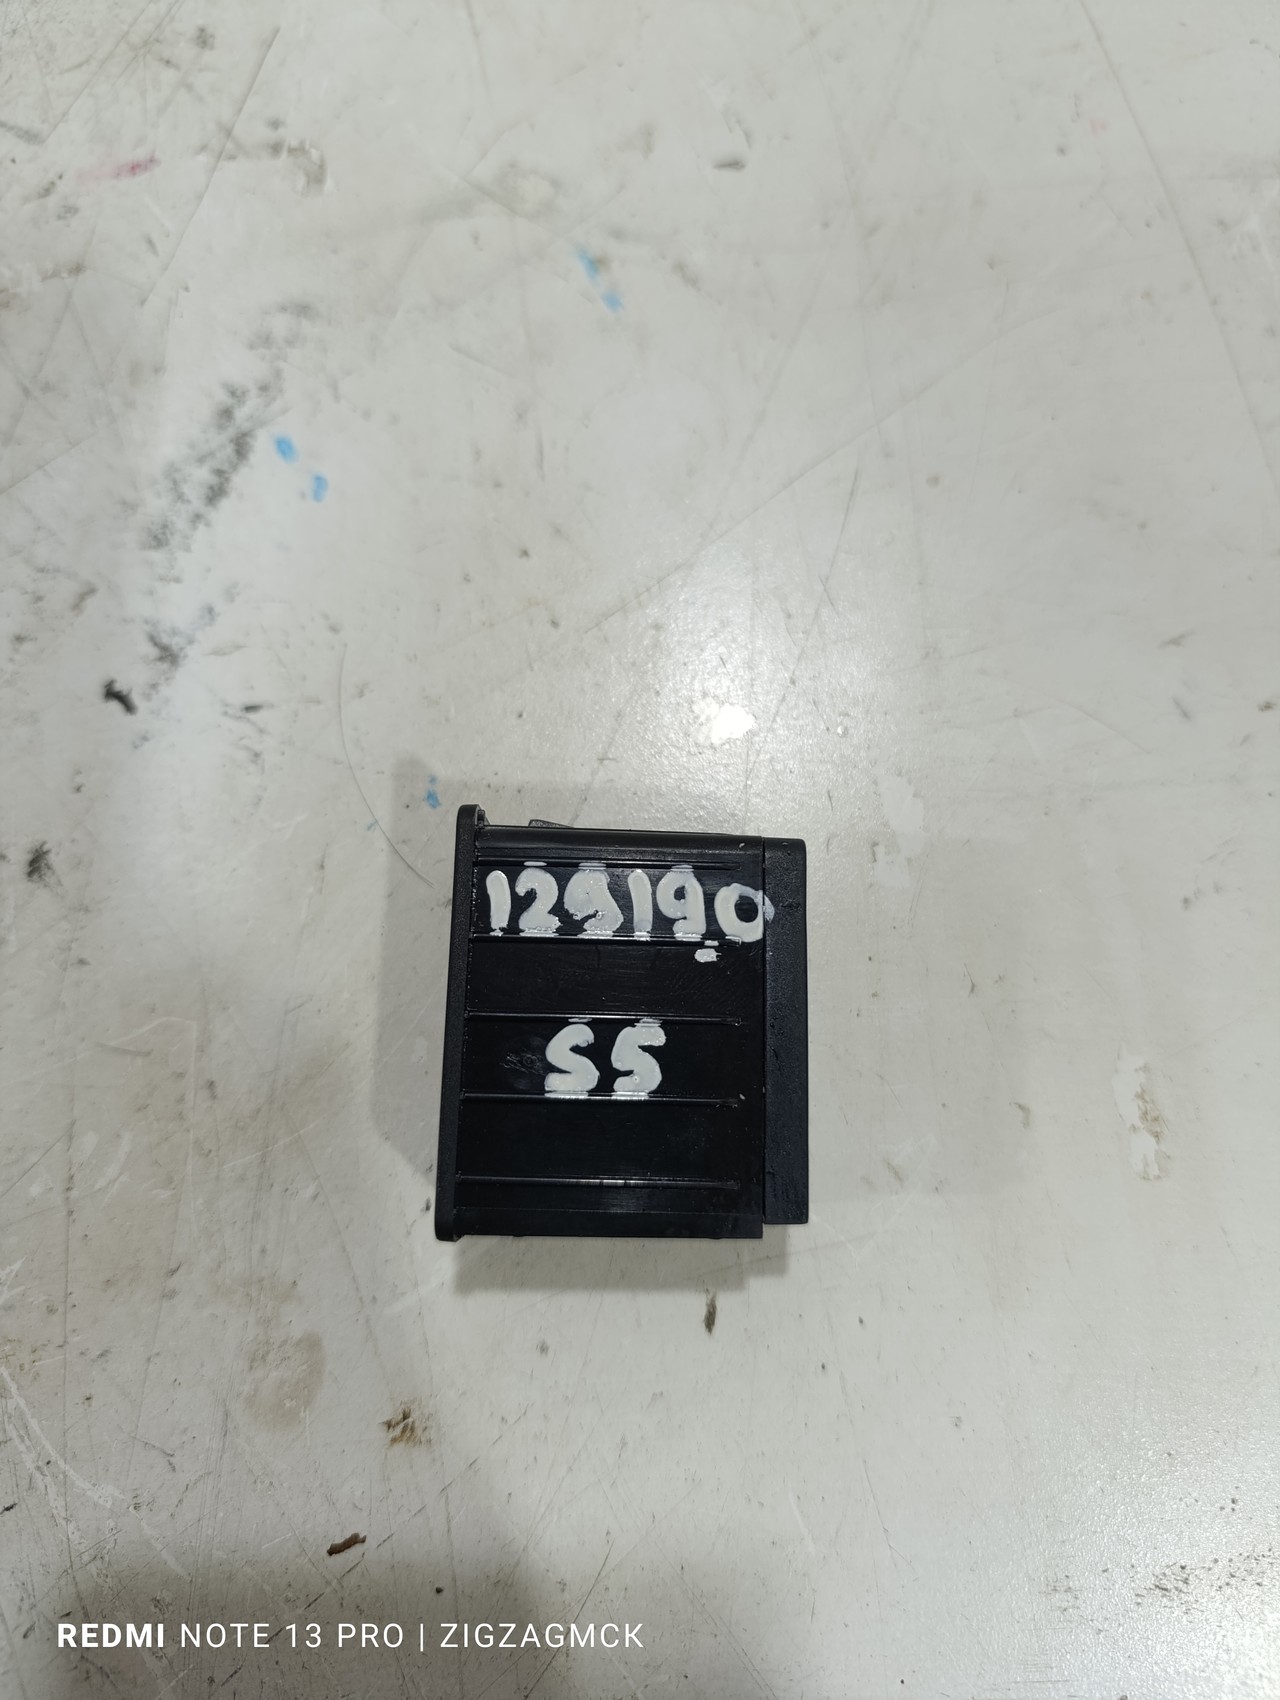 129190
S5
REDMI NOTE 13 PRO | ZIGZAGMCK